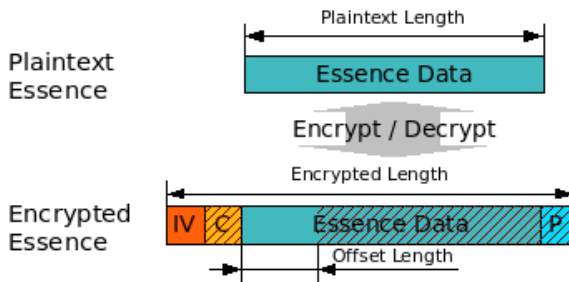 Plaintext Length
Plaintext
Essence
Essence Data
Encrypt / Decrypt
Encrypted Length
Encrypted
Essence
IV C Essence Data P
Offset Length